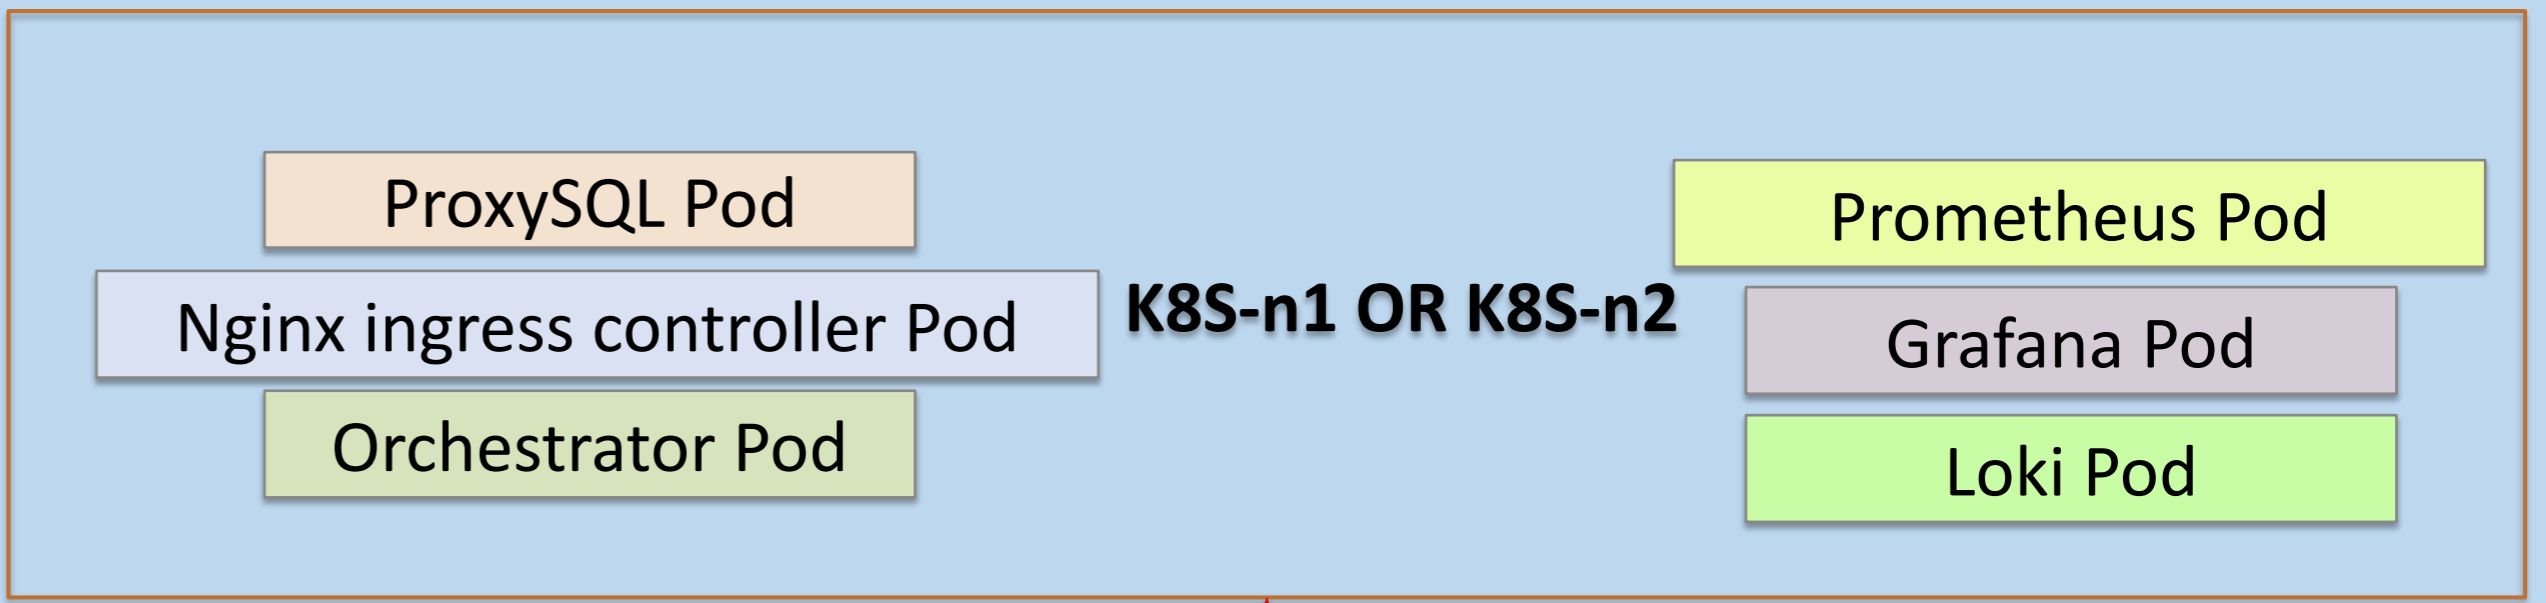 ProxySQL Pod
Nginx ingress controller Pod
Orchestrator Pod
K8S-n1 OR K8S-n2
Prometheus Pod
Grafana Pod
Loki Pod